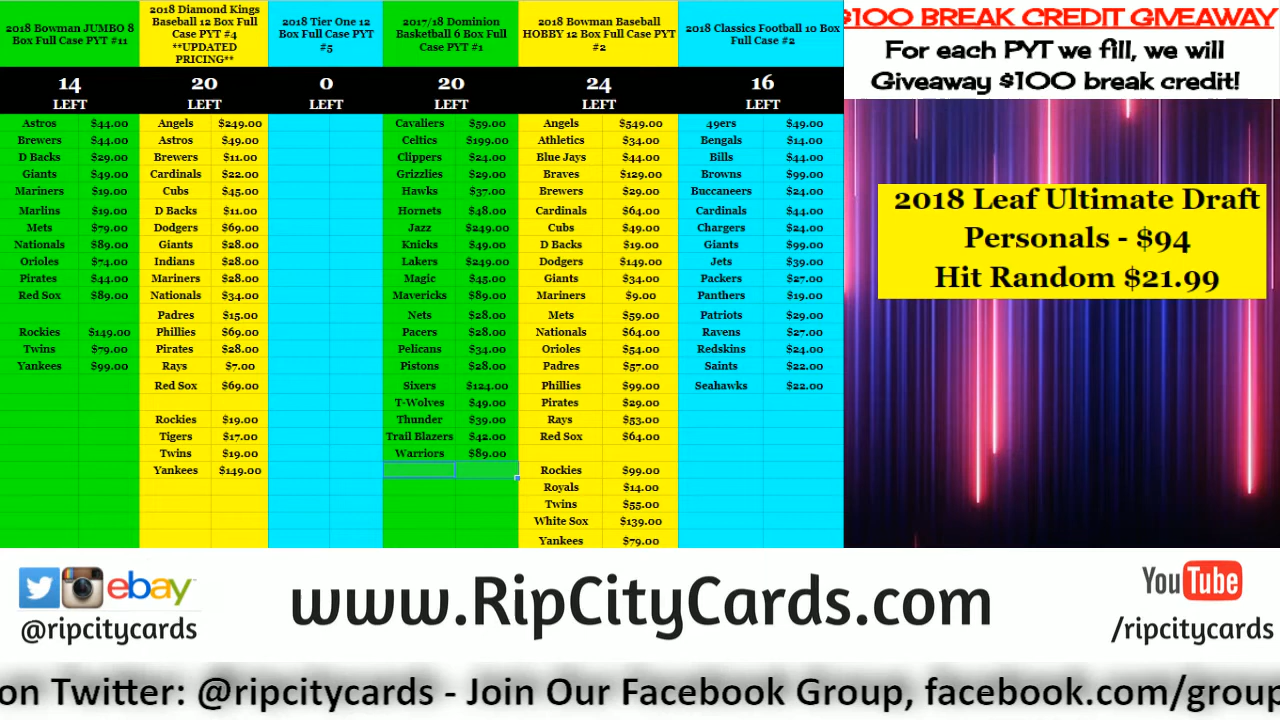 2018 Bowman JUMBO 8
Box Full Case PYT #11
14
LEFT
Astros $44.00
Brewers $44.00
D Backs $29.00
Giants $49.00
Mariners $19.00
Marlins $19.00
Mets $79.00
Nationals $89.00
Orioles $74.00
Pirates $44.00
Red Sox $89.00
Rockies $149.00
Twins $79.00
Yankees $99.00
2018 Diamond Kings
Baseball 12 Box Full
Case PYT #4
**UPDATED
PRICING**
20
LEFT
Angels $249.00
Astros $49.00
Brewers $11.00
Cardinals $22.00
Cubs $45.00
D Backs $11.00
Dodgers $69.00
Giants $28.00
Indians $28.00
Mariners $28.00
Nationals $34.00
Padres $15.00
Phillies $69.00
Pirates $28.00
Rays $7.00
Red Sox $69.00
Rockies $19.00
Tigers $17.00
Twins $19.00
Yankees $149.00
2018 Tier One 12
Box Full Case PYT
#5
0
LEFT
2017/18 Dominion
Basketball 6 Box Full
Case PYT #1
20
LEFT
Cavaliers $59.00
Celtics $199.00
Clippers $24.00
Grizzlies $29.00
Hawks $37.00
Hornets $48.00
Jazz $249.00
Knicks $49.00
Lakers $249.00
Magic $45.00
Mavericks $89.00
Nets $28.00
Pacers $28.00
Pelicans $34.00
Pistons $28.00
Sixers $124.00
T-Wolves $49.00
Thunder $39.00
Trail Blazers $42.00
Warriors $89.00
2018 Bowman Baseball
HOBBY 12 Box Full Case PYT
#2
24
LEFT
Angels $549.00
Athletics $34.00
Blue Jays $44.00
Braves $129.00
Brewers $29.00
Cardinals $64.00
Cubs $49.00
D Backs $19.00
Dodgers $149.00
Giants $34.00
Mariners $9.00
Mets $59.00
Nationals $64.00
Orioles $54.00
Padres $57.00
Phillies $99.00
Pirates $29.00
Rays $53.00
Red Sox $64.00
Rockies $99.00
Royals $14.00
Twins $55.00
White Sox $139.00
Yankees $79.00
2018 Classics Football 10 Box
Full Case #2
16
LEFT
49ers $49.00
Bengals $14.00
Bills $44.00
Browns $99.00
Buccaneers $24.00
Cardinals $44.00
Chargers $24.00
Giants $99.00
Jets $39.00
Packers $27.00
Panthers $19.00
Patriots $29.00
Ravens $27.00
Redskins $24.00
Saints $22.00
Seahawks $22.00
$100 BREAK CREDIT GIVEAWAY
For each PYT we fill, we will
Giveaway $100 break credit!
2018 Leaf Ultimate Draft
Personals - $94
Hit Random $21.99
ebay
@ripcitycards
www.RipCityCards.com
YouTube
/ripcitycards
on Twitter: @ripcitycards - Join Our Facebook Group, facebook.com/group